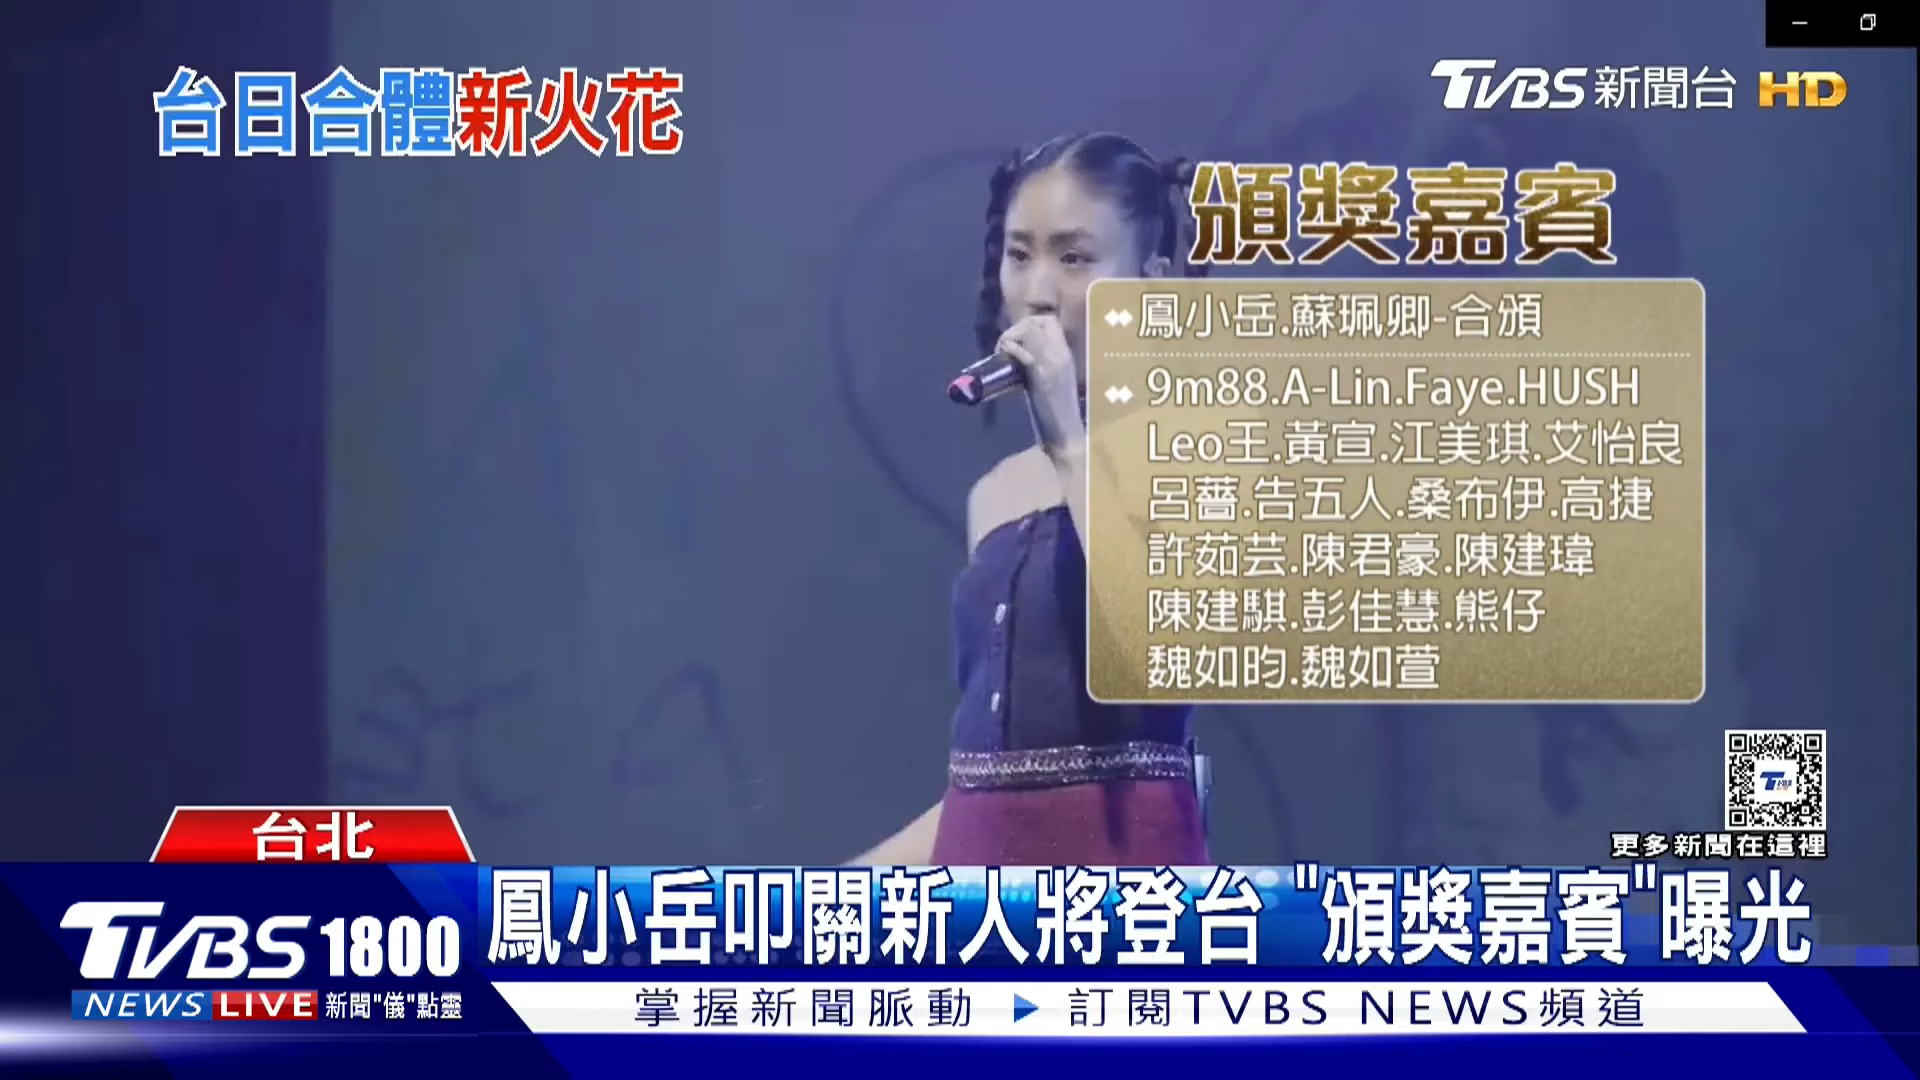 台日合體新火花
TVBS新聞台 HD
頒獎嘉賓
鳳小岳.蘇珮卿-合頒
9m88.A-Lin.Faye.HUSH
Leo王.黃宣.江美琪.艾怡良
呂薔.告五人.桑布伊.高捷
許茹芸.陳君豪.陳建瑋
陳建騏.彭佳慧.熊仔
魏如昀.魏如萱
更多新聞在這裡
台北
鳳小岳叩關新人將登台 "頒獎嘉賓"曝光
TVBS 1800
NEWS LIVE 新聞"儀"點靈
掌握新聞脈動 ▶ 訂閱TVBS NEWS頻道